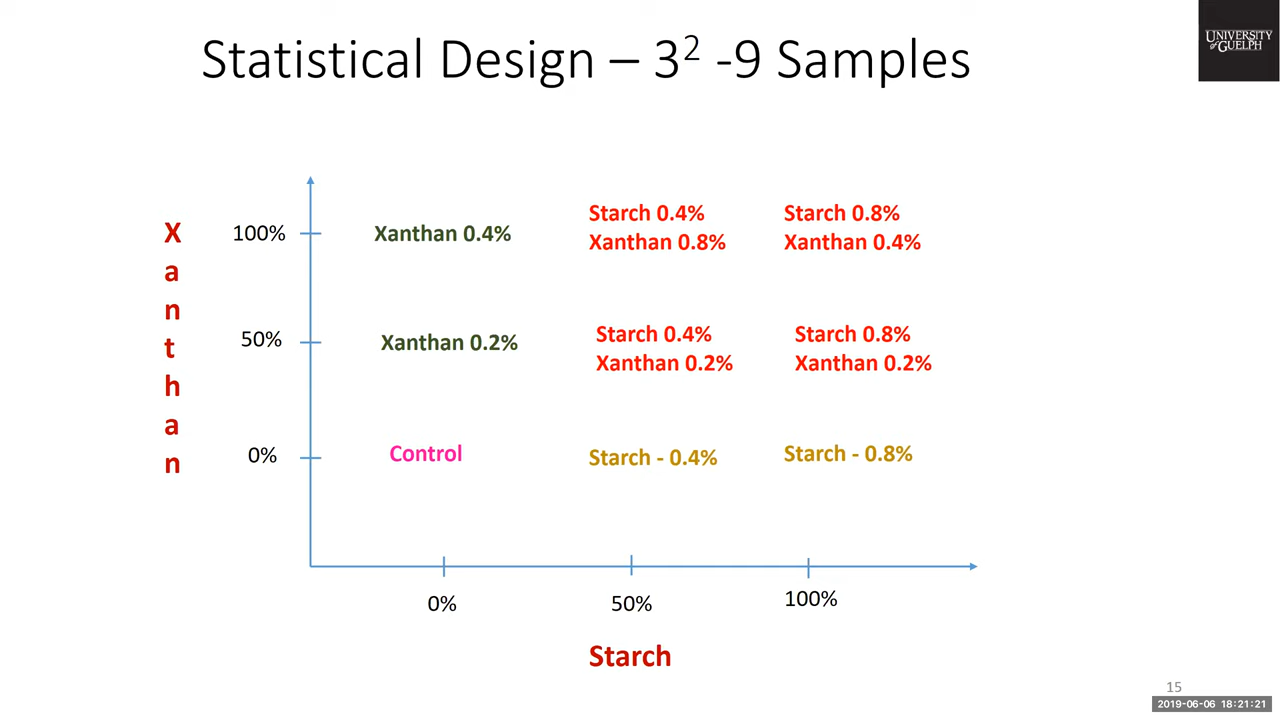 Statistical Design – 3² -9 Samples
UNIVERSITY
of GUELPH
Xanthan
100%
Xanthan 0.4%
Starch 0.4%
Xanthan 0.8%
Starch 0.8%
Xanthan 0.4%
50%
Xanthan 0.2%
Starch 0.4%
Xanthan 0.2%
Starch 0.8%
Xanthan 0.2%
0%
Control
Starch - 0.4%
Starch - 0.8%
0%
50%
100%
Starch
15
2019-06-06 18:21:21